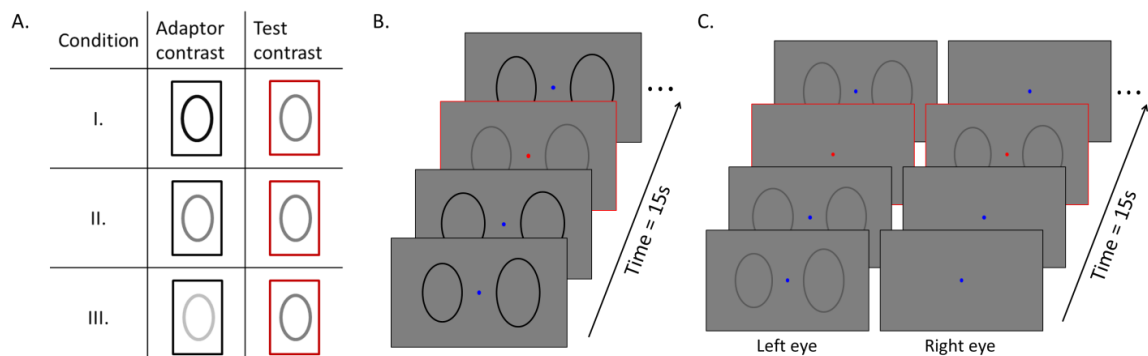 A.
Condition
Adaptor
contrast
Test
contrast
I.
II.
III.
B.
...
Time = 15s
C.
...
Time = 15s
Left eye
Right eye